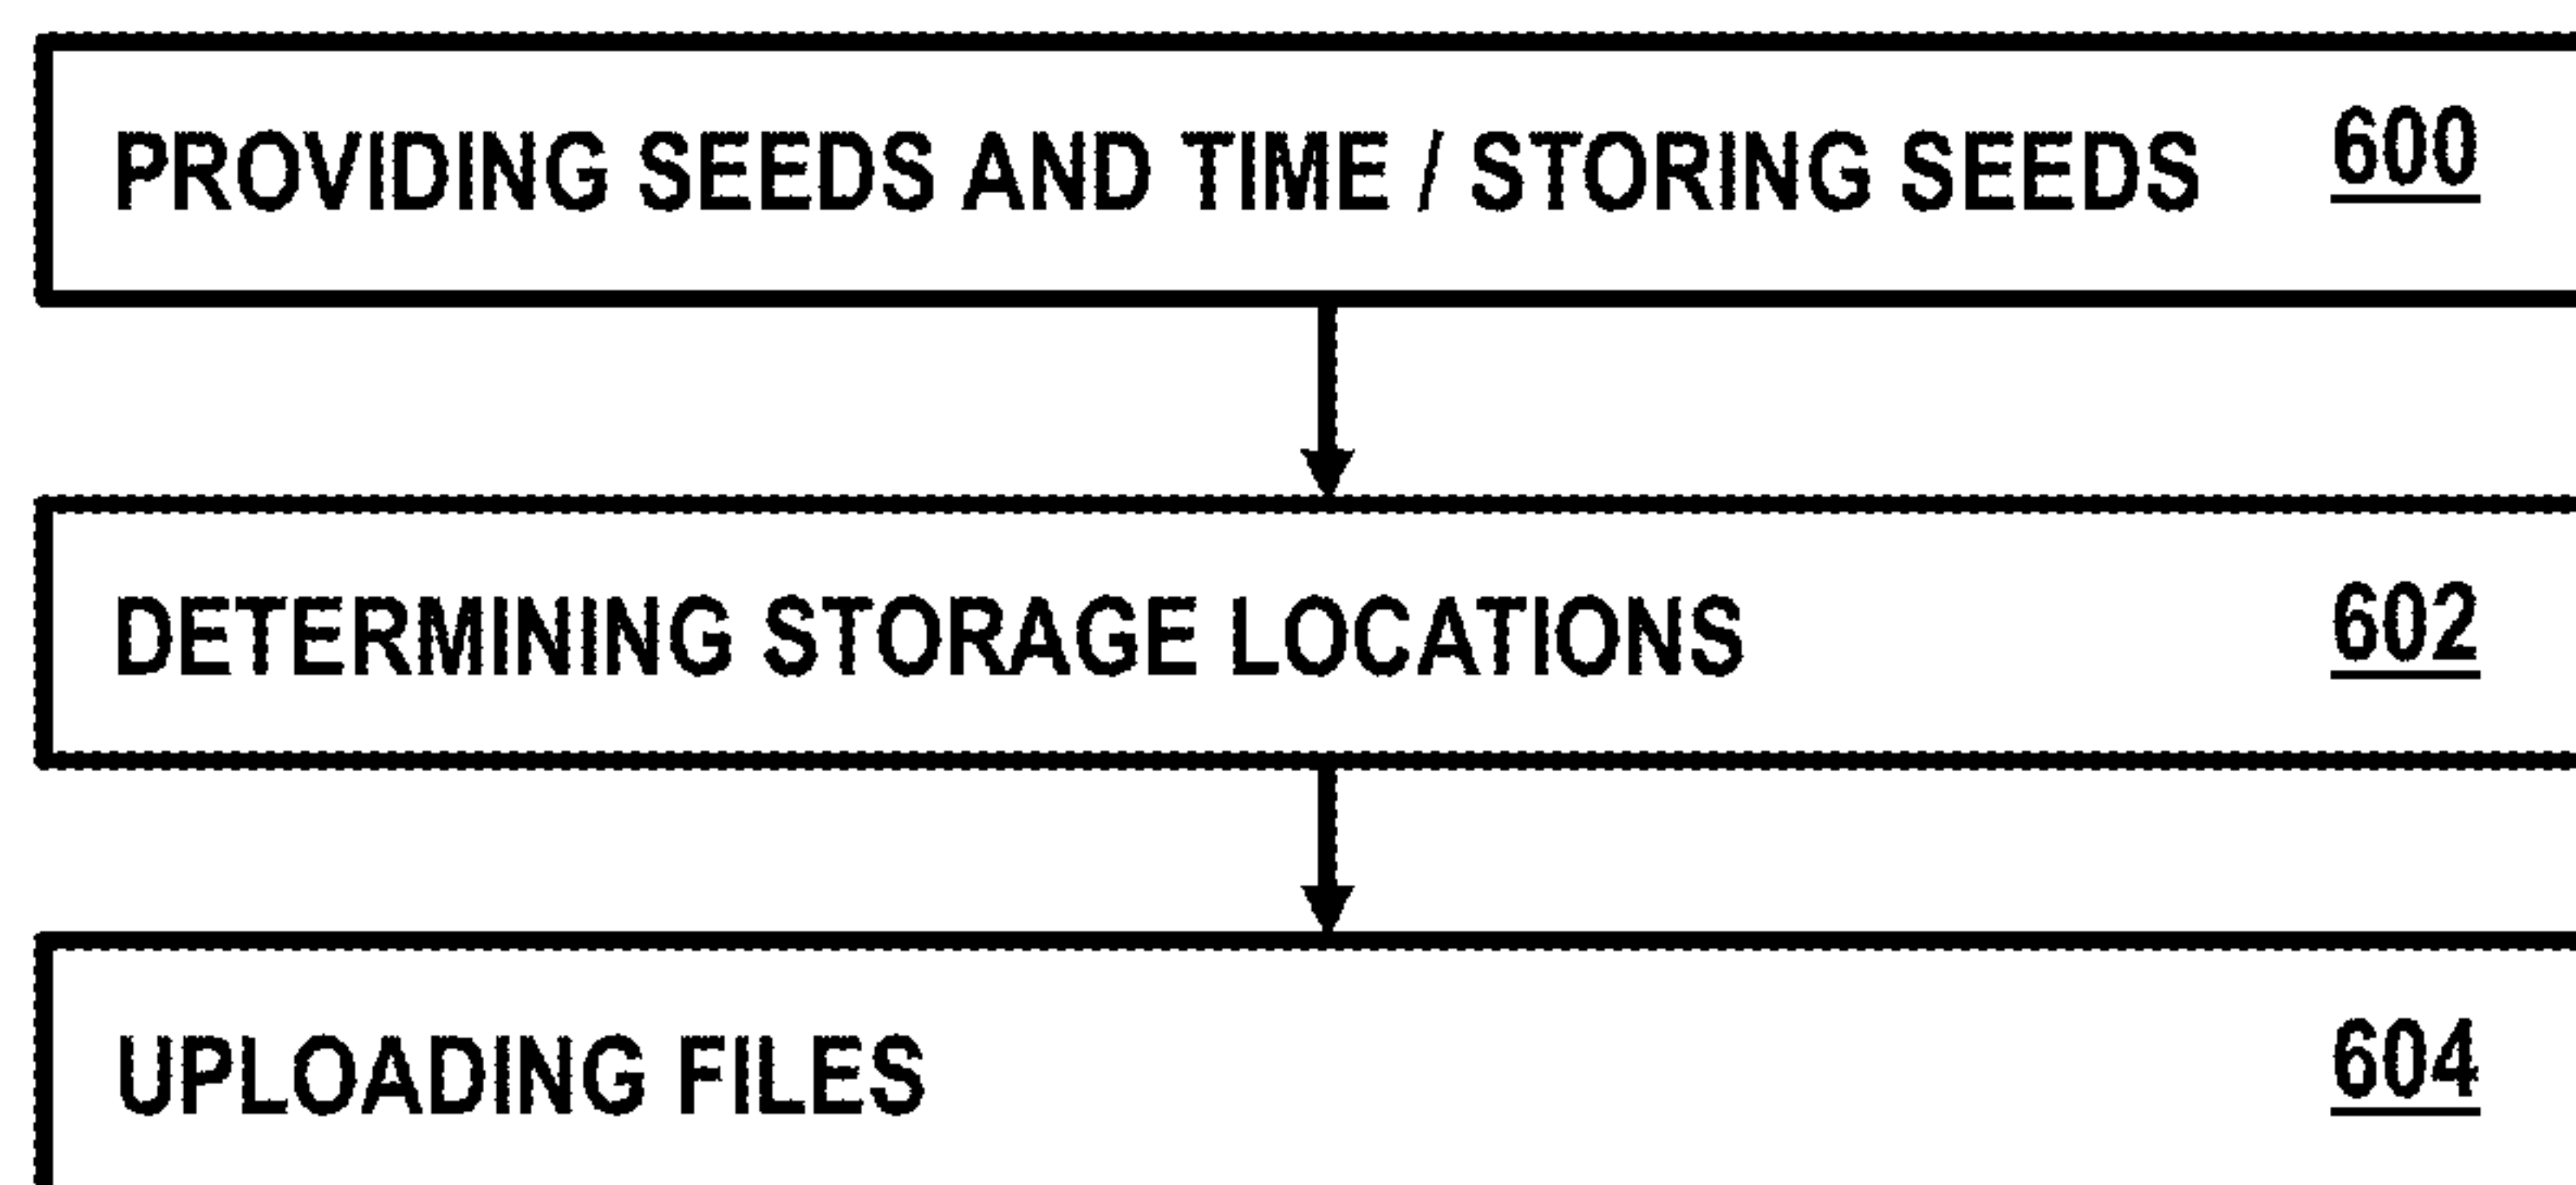 PROVIDING SEEDS AND TIME / STORING SEEDS 600
DETERMINING STORAGE LOCATIONS 602
UPLOADING FILES 604